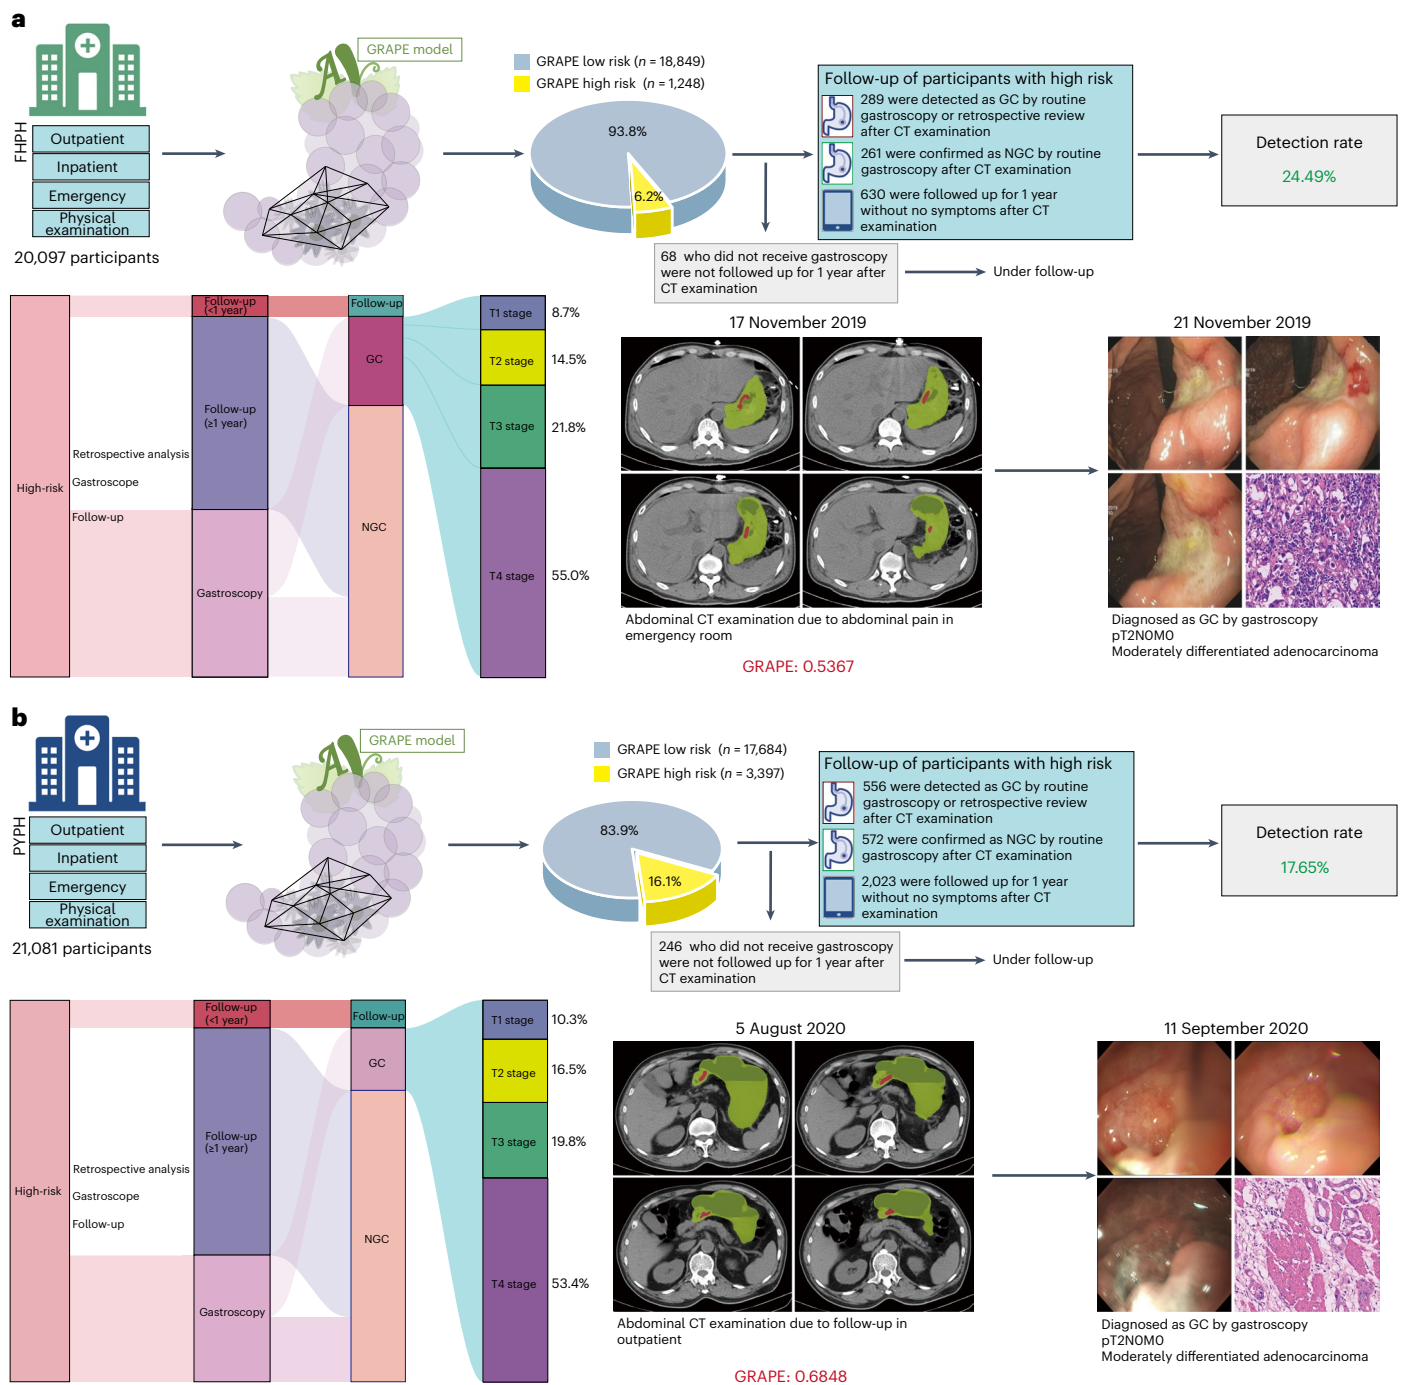 a
GRAPE model
FHPH
Outpatient
Inpatient
Emergency
Physical
examination
20,097 participants
GRAPE low risk (n = 18,849)
GRAPE high risk (n = 1,248)
93.8%
6.2%
Follow-up of participants with high risk
289 were detected as GC by routine
gastroscopy or retrospective review
after CT examination
261 were confirmed as NGC by routine
gastroscopy after CT examination
630 were followed up for 1 year
without no symptoms after CT
examination
Detection rate
24.49%
68 who did not receive gastroscopy
were not followed up for 1 year after
CT examination
Under follow-up
High-risk
Retrospective analysis
Gastroscope
Follow-up
Follow-up
(<1 year)
Follow-up
(≥1 year)
Gastroscopy
Follow-up
GC
NGC
T1 stage
8.7%
T2 stage
14.5%
T3 stage
21.8%
T4 stage
55.0%
17 November 2019
Abdominal CT examination due to abdominal pain in
emergency room
GRAPE: 0.5367
21 November 2019
Diagnosed as GC by gastroscopy
pT2N0M0
Moderately differentiated adenocarcinoma
b
GRAPE model
PYPH
Outpatient
Inpatient
Emergency
Physical
examination
21,081 participants
GRAPE low risk (n = 17,684)
GRAPE high risk (n = 3,397)
83.9%
16.1%
Follow-up of participants with high risk
556 were detected as GC by routine
gastroscopy or retrospective review
after CT examination
572 were confirmed as NGC by routine
gastroscopy after CT examination
2,023 were followed up for 1 year
without no symptoms after CT
examination
Detection rate
17.65%
246 who did not receive gastroscopy
were not followed up for 1 year after
CT examination
Under follow-up
High-risk
Retrospective analysis
Gastroscope
Follow-up
Follow-up
(<1 year)
Follow-up
(≥1 year)
Gastroscopy
Follow-up
GC
NGC
T1 stage
10.3%
T2 stage
16.5%
T3 stage
19.8%
T4 stage
53.4%
5 August 2020
Abdominal CT examination due to follow-up in
outpatient
GRAPE: 0.6848
11 September 2020
Diagnosed as GC by gastroscopy
pT2N0M0
Moderately differentiated adenocarcinoma